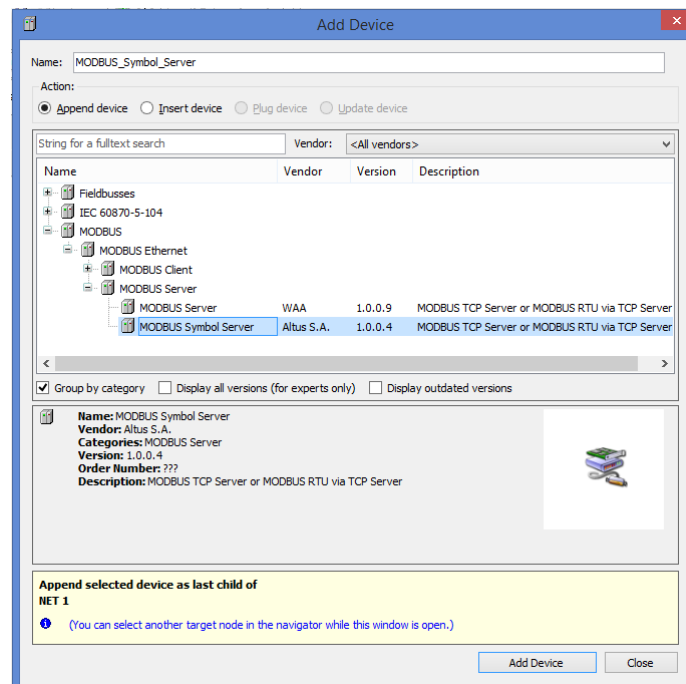 Add Device
Name: MODBUS_Symbol_Server
Action:
Append device Insert device Plug device Update device
String for a fulltext search Vendor: <All vendors>
Name Vendor Version Description
Fieldbusses
IEC 60870-5-104
MODBUS
MODBUS Ethernet
MODBUS Client
MODBUS Server
MODBUS Server WAA 1.0.0.9 MODBUS TCP Server or MODBUS RTU via TCP Server
MODBUS Symbol Server Altus S.A. 1.0.0.4 MODBUS TCP Server or MODBUS RTU via TCP Server
Group by category Display all versions (for experts only) Display outdated versions
Name: MODBUS Symbol Server
Vendor: Altus S.A.
Categories: MODBUS Server
Version: 1.0.0.4
Order Number: ???
Description: MODBUS TCP Server or MODBUS RTU via TCP Server
Append selected device as last child of
NET 1
(You can select another target node in the navigator while this window is open.)
Add Device Close